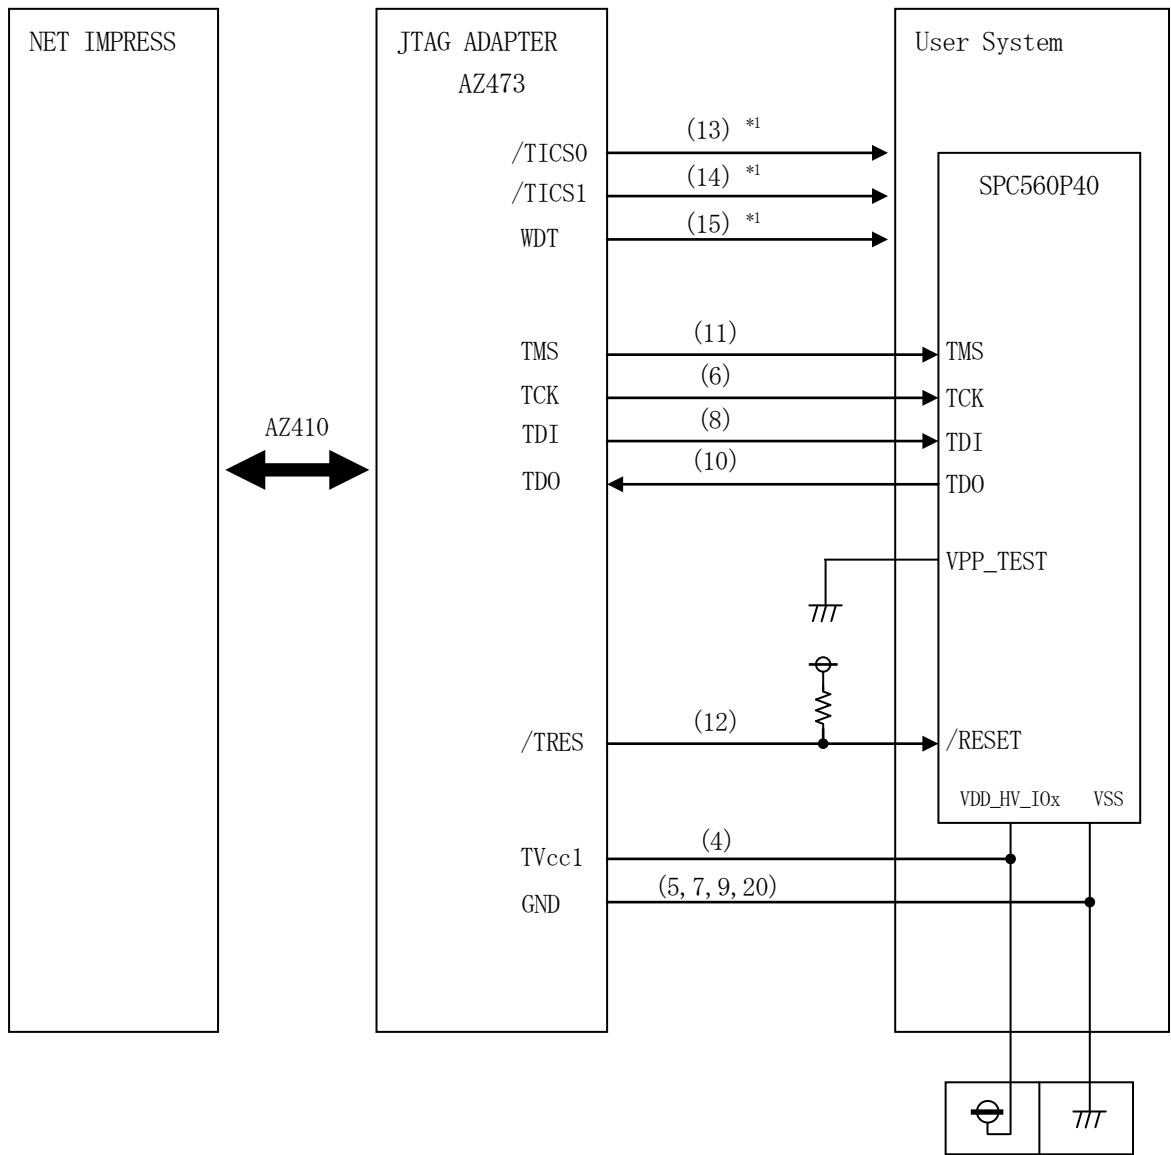 NET IMPRESS
JTAG ADAPTER
AZ473
User System
/TICS0
(13) *1
/TICS1
(14) *1
WDT
(15) *1
SPC560P40
TMS
(11)
TMS
TCK
(6)
TCK
AZ410
TDI
(8)
TDI
TDO
(10)
TDO
VPP_TEST
/TRES
(12)
/RESET
VDD_HV_IOx
VSS
TVcc1
(4)
GND
(5,7,9,20)